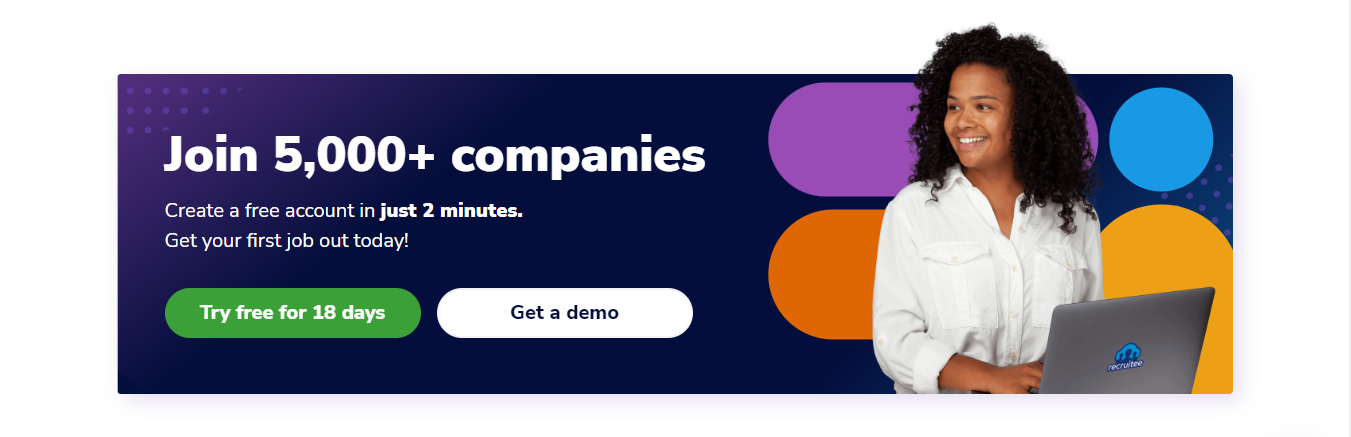 Join 5,000+ companies
Create a free account in just 2 minutes.
Get your first job out today!
Try free for 18 days
Get a demo
recruitee